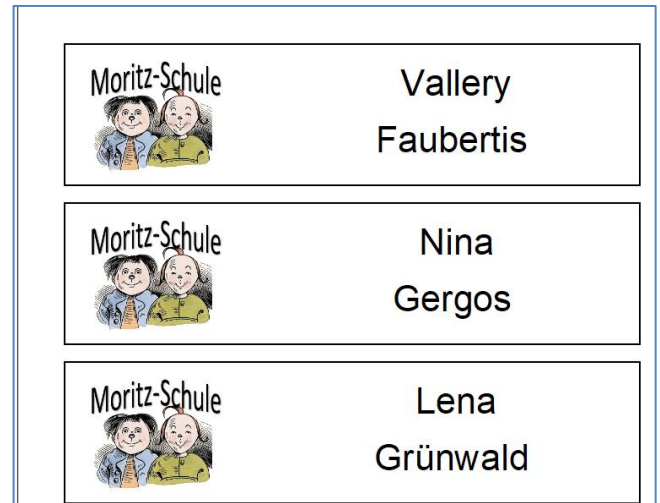 Moritz-Schule
Vallery
Faubertis
Moritz-Schule
Nina
Gergos
Moritz-Schule
Lena
Grünwald